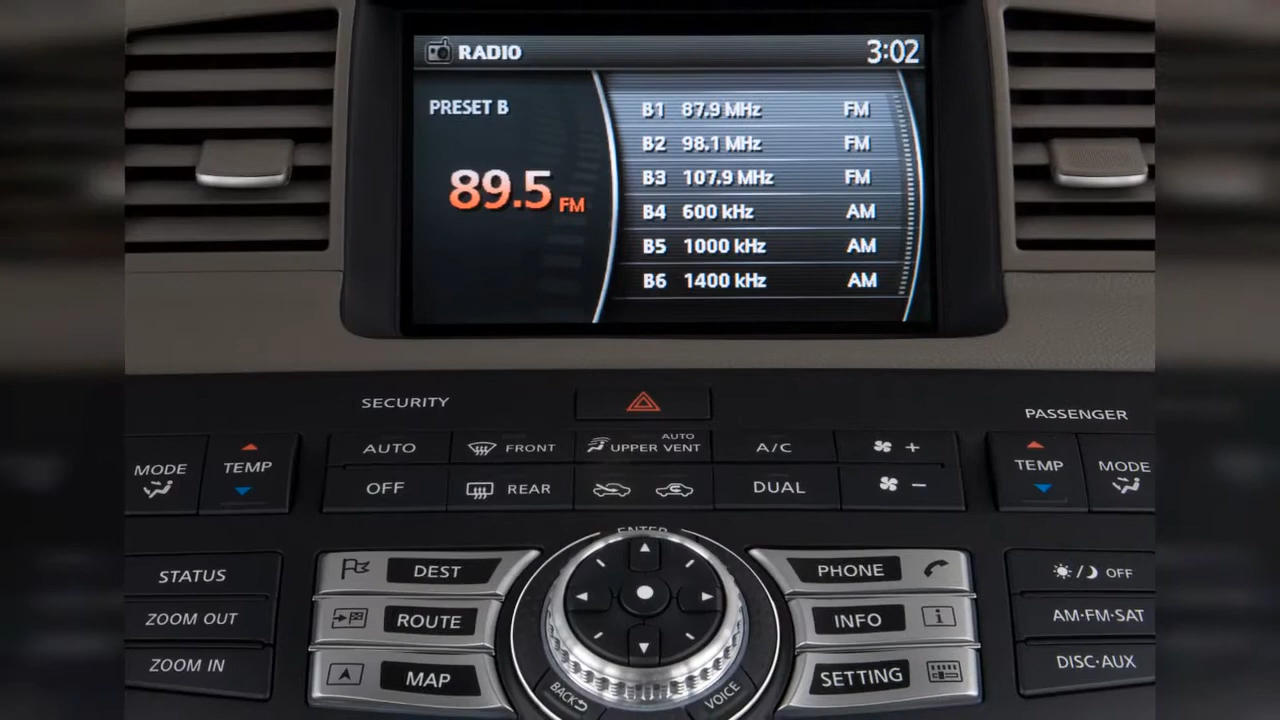 RADIO 3:02
PRESET B
89.5 FM
B1 87.9 MHz FM
B2 98.1 MHz FM
B3 107.9 MHz FM
B4 600 kHz AM
B5 1000 kHz AM
B6 1400 kHz AM
SECURITY
PASSENGER
MODE
TEMP
AUTO
FRONT
AUTO
UPPER VENT
A/C
+
TEMP
MODE
OFF
REAR
DUAL
−
ENTER
STATUS
DEST
PHONE
OFF
ZOOM OUT
ROUTE
INFO
i
AM·FM·SAT
ZOOM IN
MAP
SETTING
DISC·AUX
BACK
VOICE